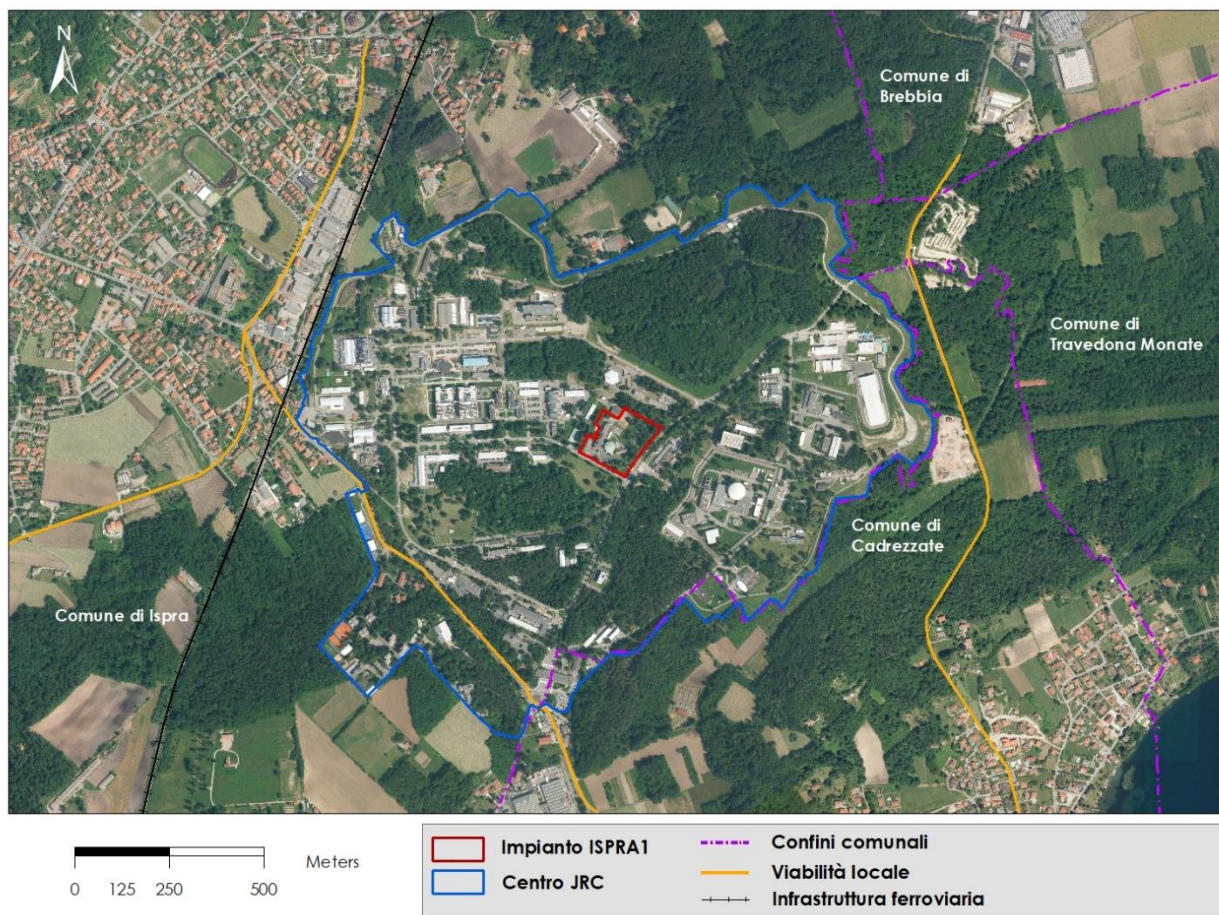 N
Comune di
Brebbia
Comune di
Travedona Monate
Comune di
Cadrezzate
Comune di Ispra
Meters
0 125 250 500
Impianto ISPRA1
Centro JRC
Confini comunali
Viabilità locale
Infrastruttura ferroviaria